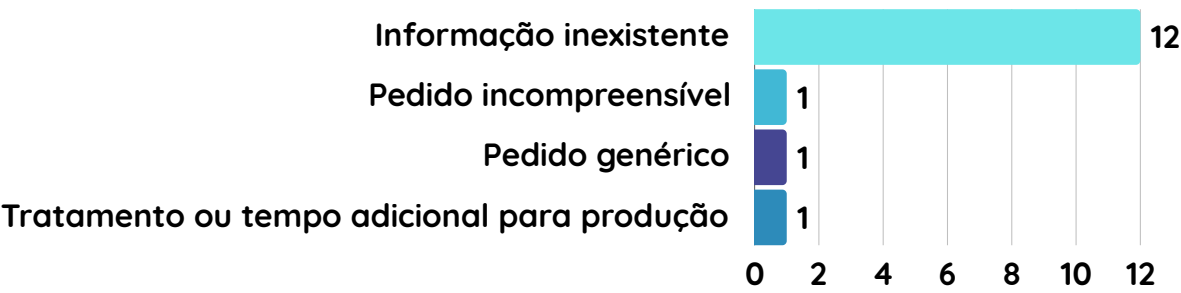 Informação inexistente 12
Pedido incompreensível 1
Pedido genérico 1
Tratamento ou tempo adicional para produção 1
0 2 4 6 8 10 12